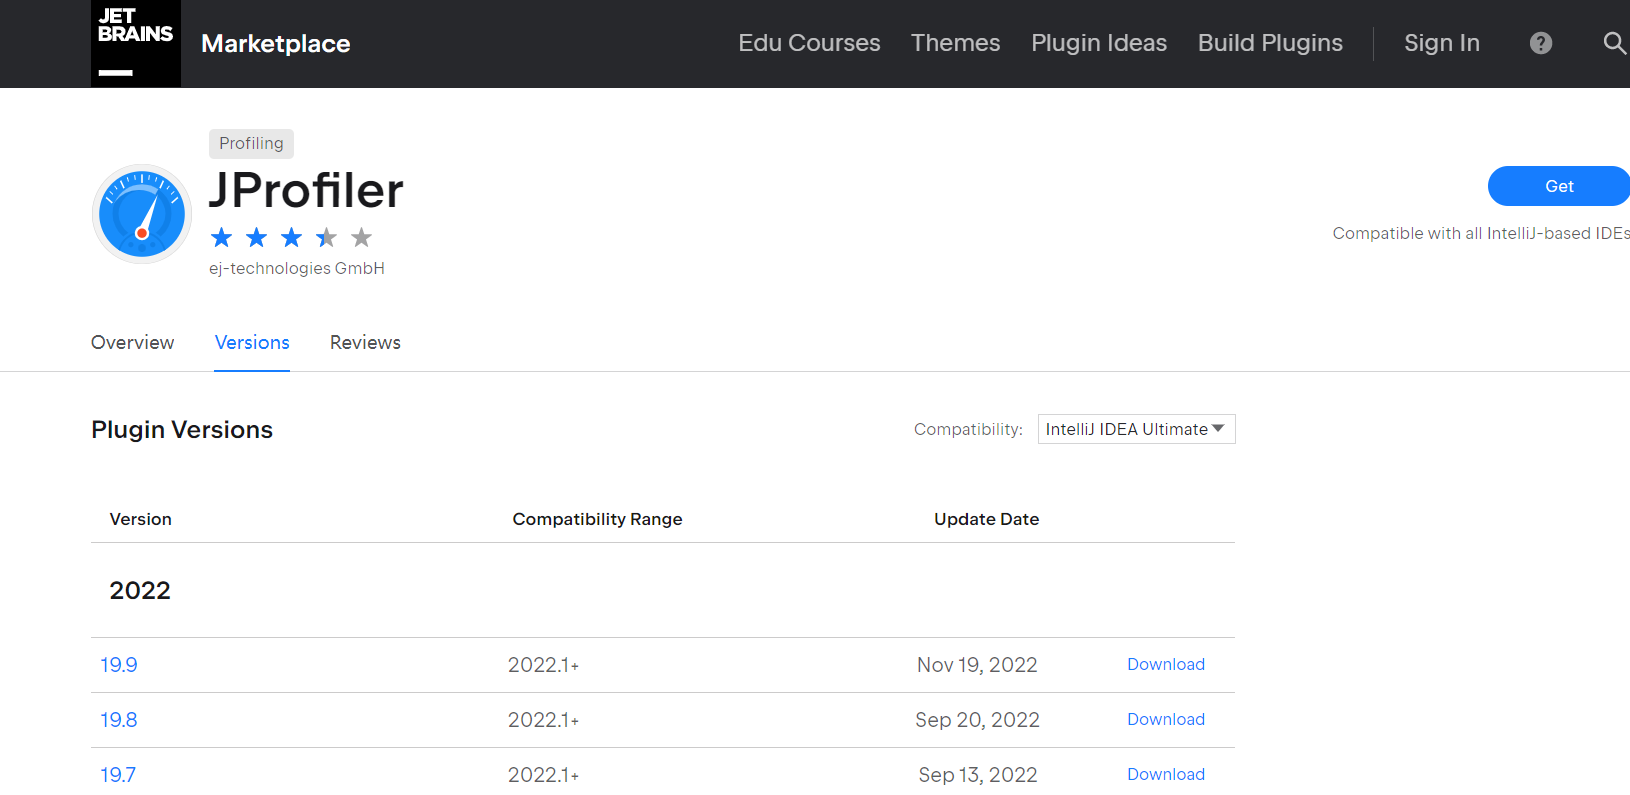 JET
BRAINS
Marketplace
Edu Courses
Themes
Plugin Ideas
Build Plugins
Sign In
?
Profiling
JProfiler
ej-technologies GmbH
Get
Compatible with all IntelliJ-based IDEs
Overview
Versions
Reviews
Plugin Versions
Compatibility:
IntelliJ IDEA Ultimate
Version
Compatibility Range
Update Date
2022
19.9
2022.1+
Nov 19, 2022
Download
19.8
2022.1+
Sep 20, 2022
Download
19.7
2022.1+
Sep 13, 2022
Download